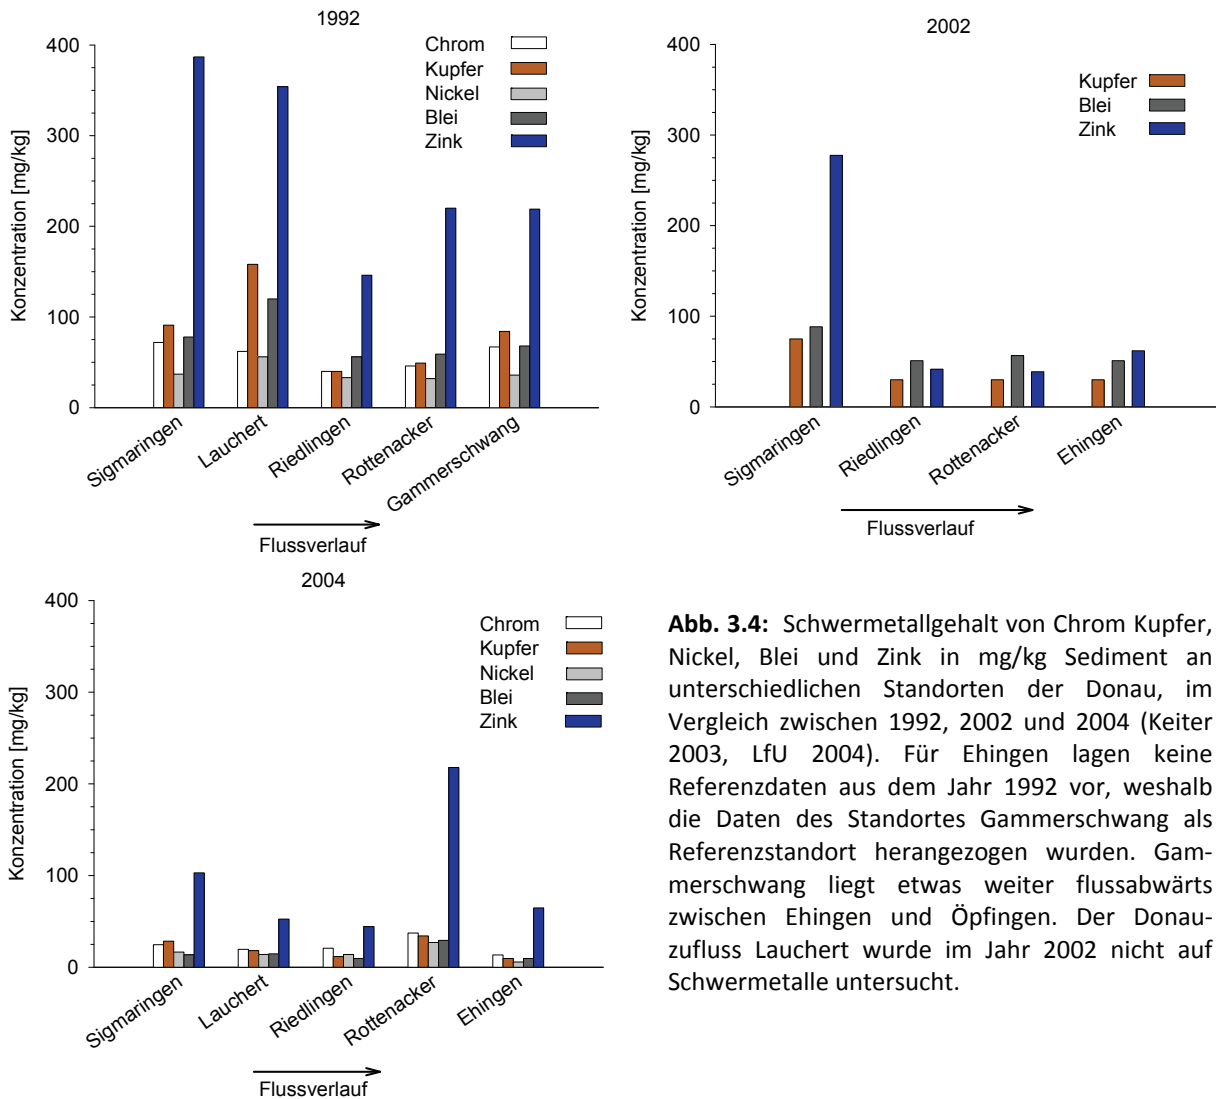 1992
Konzentration [mg/kg]
400
300
200
100
0
Chrom
Kupfer
Nickel
Blei
Zink
Sigmaringen
Lauchert
Riedlingen
Rottenacker
Gammerschwang
Flussverlauf
2002
Konzentration [mg/kg]
400
300
200
100
0
Kupfer
Blei
Zink
Sigmaringen
Riedlingen
Rottenacker
Ehingen
Flussverlauf
2004
Konzentration [mg/kg]
400
300
200
100
0
Chrom
Kupfer
Nickel
Blei
Zink
Sigmaringen
Lauchert
Riedlingen
Rottenacker
Ehingen
Flussverlauf
Abb. 3.4: Schwermetallgehalt von Chrom Kupfer,
Nickel, Blei und Zink in mg/kg Sediment an
unterschiedlichen Standorten der Donau, im
Vergleich zwischen 1992, 2002 und 2004 (Keiter
2003, LfU 2004). Für Ehingen lagen keine
Referenzdaten aus dem Jahr 1992 vor, weshalb
die Daten des Standortes Gammerschwang als
Referenzstandort herangezogen wurden. Gam-
merschwang liegt etwas weiter flussabwärts
zwischen Ehingen und Öpfingen. Der Donau-
zufluss Lauchert wurde im Jahr 2002 nicht auf
Schwermetalle untersucht.